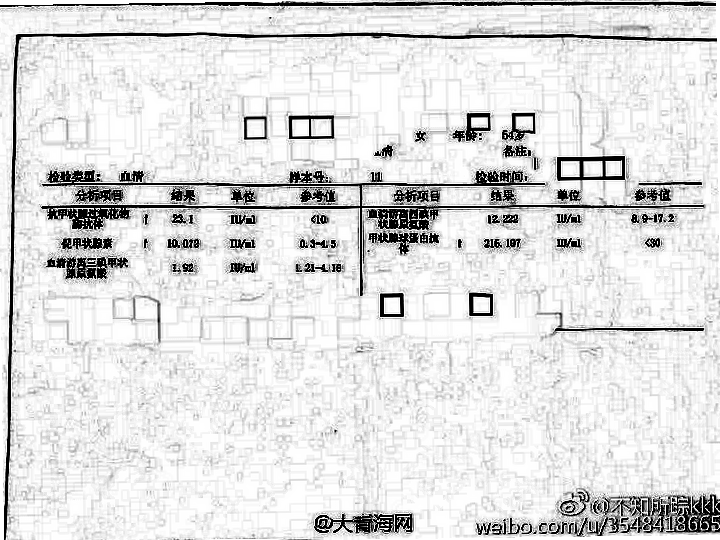 女 年龄: 54岁
备注:
检验类型: 血清 样本号: 11 检验时间:
分析项目 结果 单位 参考值 分析项目 结果 单位 参考值
抗甲状腺过氧化物酶抗体 ↑ 23.1 IU/ml <10 血清游离四碘甲状腺原氨酸 12.222 IU/ml 8.9-17.2
促甲状腺素 ↑ 10.073 IU/ml 0.3-4.5 甲状腺球蛋白抗体 ↑ 215.197 IU/ml <30
血清游离三碘甲状腺原氨酸 1.92 IU/ml 1.21-4.18
@大青海网
@不知所踪kkk
weibo.com/u/3548418665